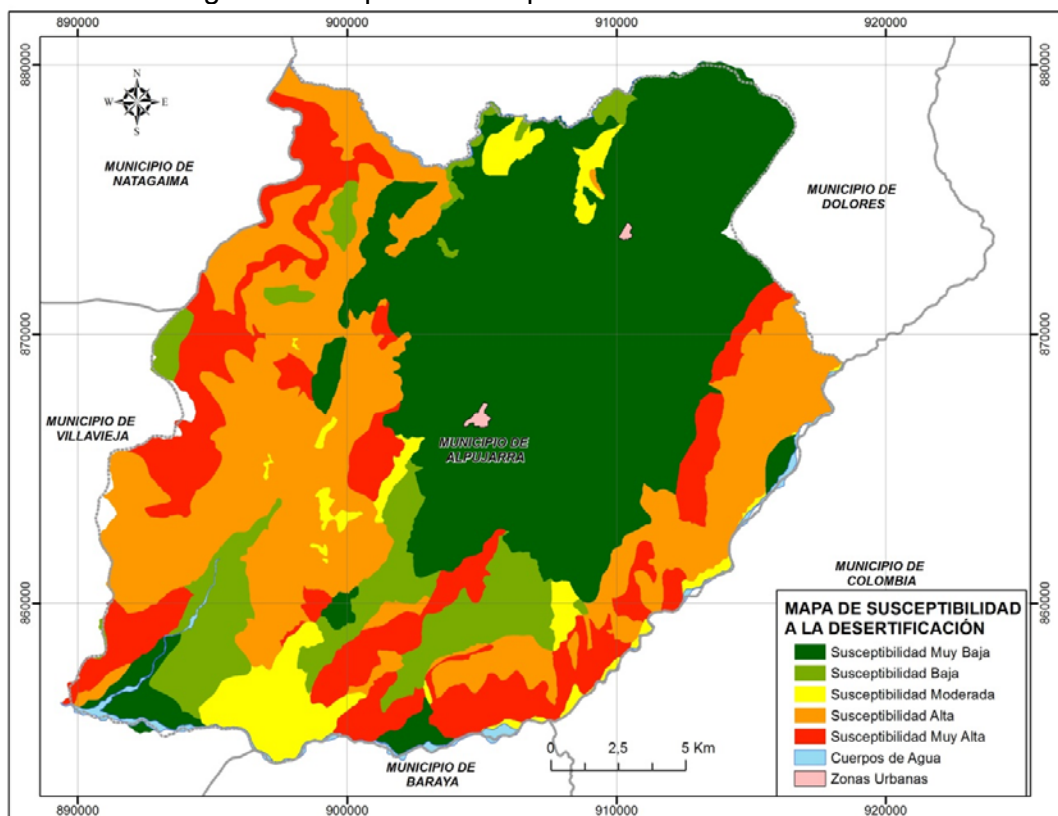 890000 900000 910000 920000
880000 880000
N
W E
S
MUNICIPIO DE
NATAGAIMA
MUNICIPIO DE
DOLORES
870000 870000
MUNICIPIO DE
VILLAVIEJA
MUNICIPIO DE
ALPUJARRA
MUNICIPIO DE
COLOMBIA
860000 860000
MAPA DE SUSCEPTIBILIDAD
A LA DESERTIFICACIÓN
Susceptibilidad Muy Baja
Susceptibilidad Baja
Susceptibilidad Moderada
Susceptibilidad Alta
Susceptibilidad Muy Alta
Cuerpos de Agua
Zonas Urbanas
0 2,5 5 Km
MUNICIPIO DE
BARAYA
890000 900000 910000 920000